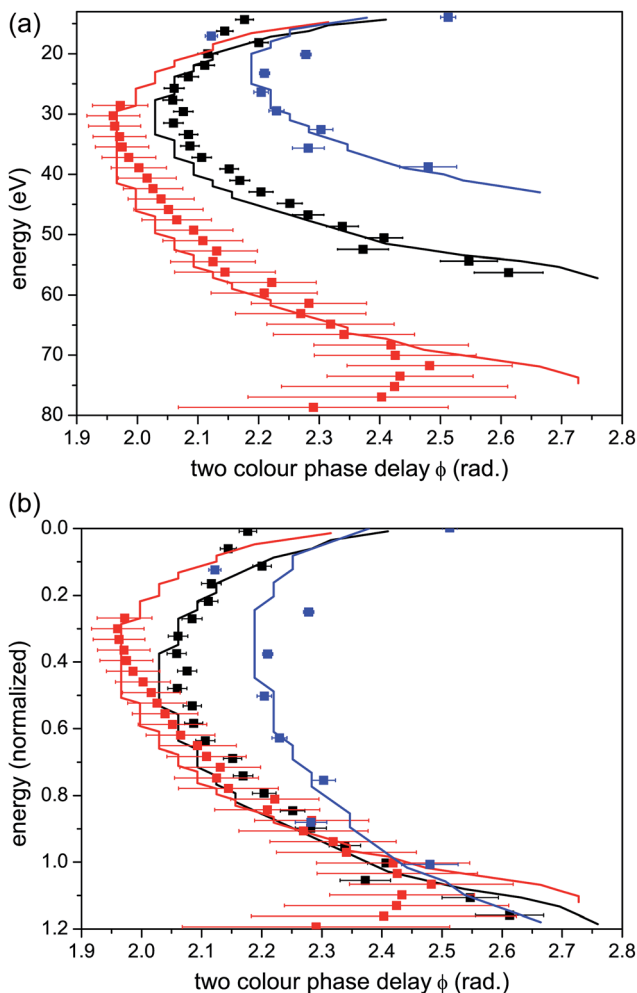 (a)
10
20
30
40
50
60
70
80
energy (eV)
1.9 2.0 2.1 2.2 2.3 2.4 2.5 2.6 2.7 2.8
two colour phase delay ϕ (rad.)
(b)
0.0
0.2
0.4
0.6
0.8
1.0
1.2
energy (normalized)
1.9 2.0 2.1 2.2 2.3 2.4 2.5 2.6 2.7 2.8
two colour phase delay ϕ (rad.)